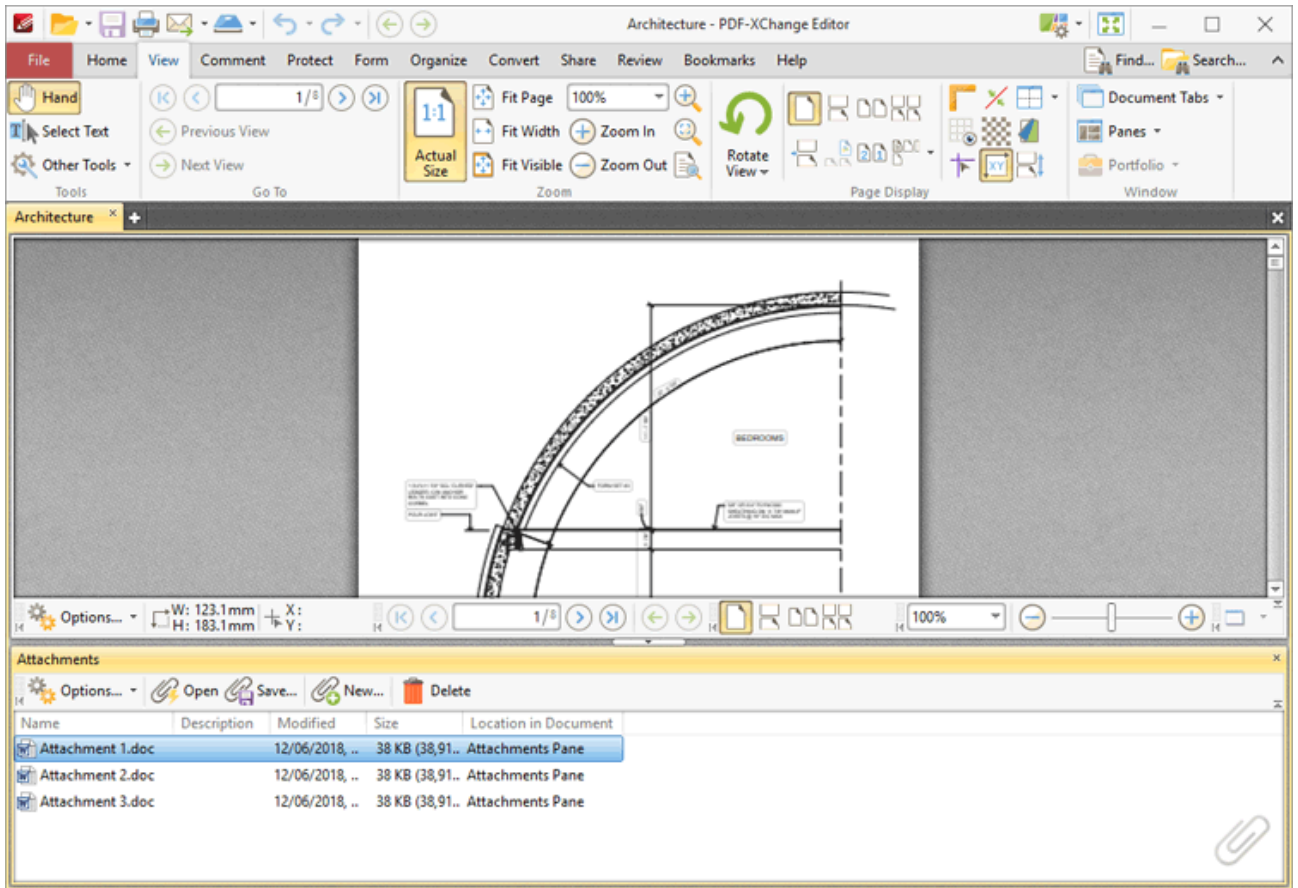 Architecture - PDF-XChange Editor
File Home View Comment Protect Form Organize Convert Share Review Bookmarks Help Find... Search...
Hand 1/8 1:1 Fit Page 100% Document Tabs
Select Text Previous View Fit Width Zoom In Panes
Other Tools Next View Actual Size Fit Visible Zoom Out Rotate View XY Portfolio
Tools Go To Zoom Page Display Window
Architecture
BEDROOMS
Options... W: 123.1mm X: 1/8 100%
H: 183.1mm Y:
Attachments
Options... Open Save... New... Delete
Name Description Modified Size Location in Document
Attachment 1.doc 12/06/2018, .. 38 KB (38,91.. Attachments Pane
Attachment 2.doc 12/06/2018, .. 38 KB (38,91.. Attachments Pane
Attachment 3.doc 12/06/2018, .. 38 KB (38,91.. Attachments Pane